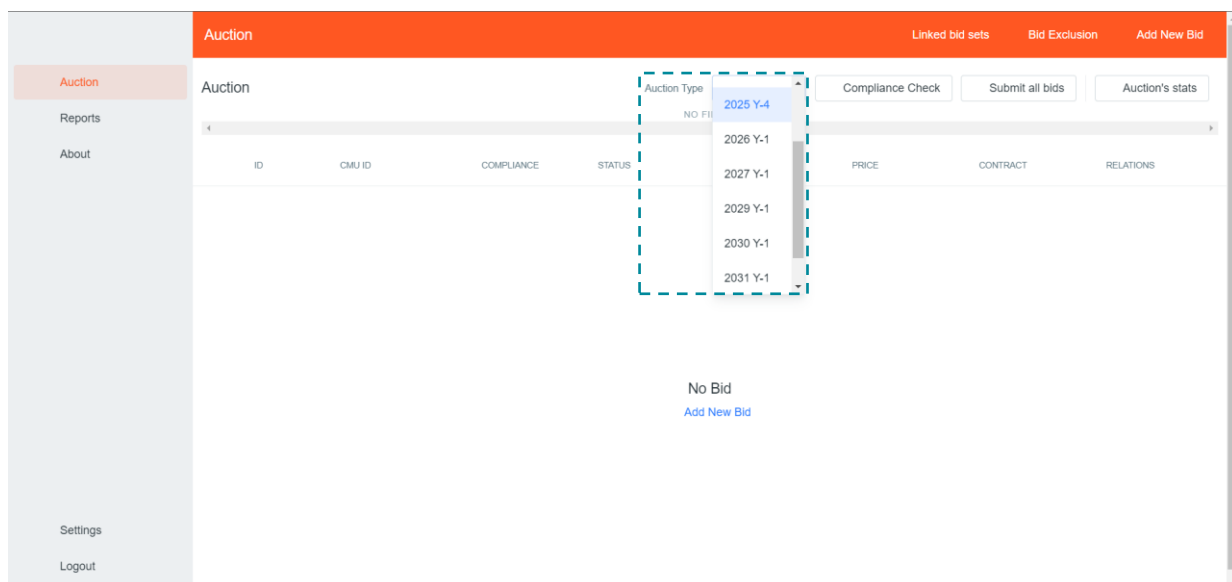 Auction
Linked bid sets
Bid Exclusion
Add New Bid
Auction
Reports
About
Auction
Auction Type
Compliance Check
Submit all bids
Auction's stats
NO
2025 Y-4
2026 Y-1
2027 Y-1
2029 Y-1
2030 Y-1
2031 Y-1
ID
CMU ID
COMPLIANCE
STATUS
PRICE
CONTRACT
RELATIONS
No Bid
Add New Bid
Settings
Logout